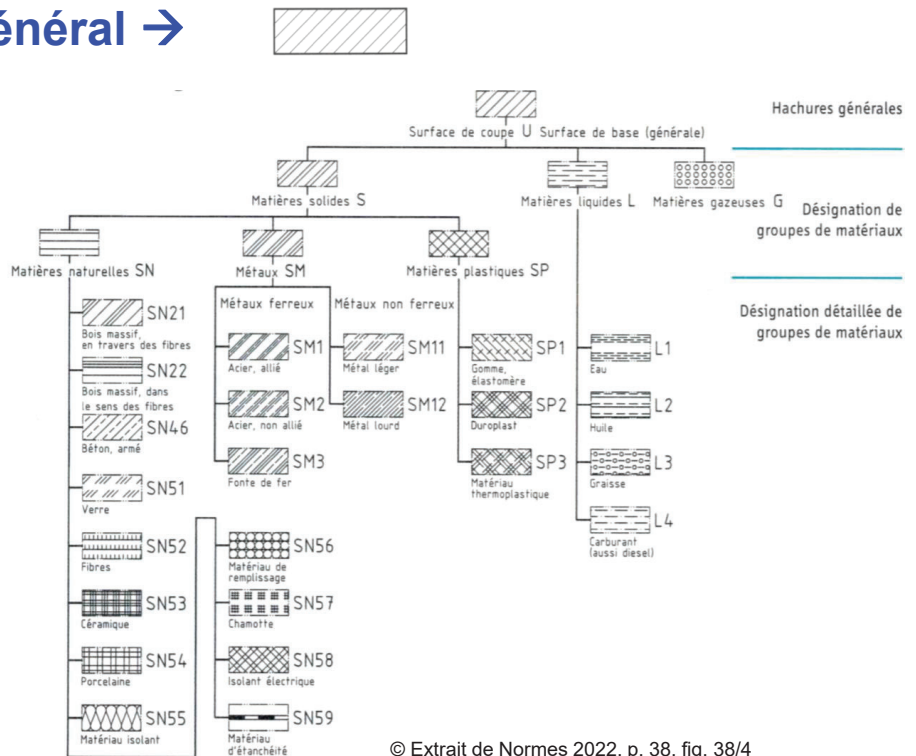 énéral →
Hachures générales
Surface de coupe U Surface de base (générale)
Matières solides S
Matières liquides L
Matières gazeuses G
Désignation de
groupes de matériaux
Matières naturelles SN
Métaux SM
Matières plastiques SP
Désignation détaillée de
groupes de matériaux
Métaux ferreux
Métaux non ferreux
SN21
Bois massif,
en travers des fibres
SN22
Bois massif, dans
le sens des fibres
SN46
Béton, armé
SN51
Verre
SN52
Fibres
SN53
Céramique
SN54
Porcelaine
SN55
Matériau isolant
SN56
Matériau de
remplissage
SN57
Chamotte
SN58
Isolant électrique
SN59
Matériau
d'étanchéité
SM1
Acier, allié
SM2
Acier, non allié
SM3
Fonte de fer
SM11
Métal léger
SM12
Métal lourd
SP1
Gomme,
élastomère
SP2
Duroplast
SP3
Matériau
thermoplastique
L1
Eau
L2
Huile
L3
Graisse
L4
Carburant
(aussi diesel)
© Extrait de Normes 2022, p. 38, fig. 38/4